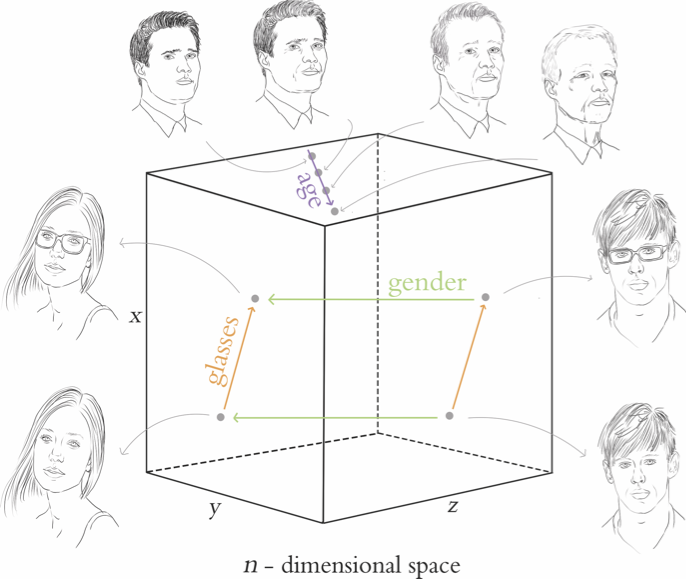 age
gender
x
glasses
y
z
n - dimensional space